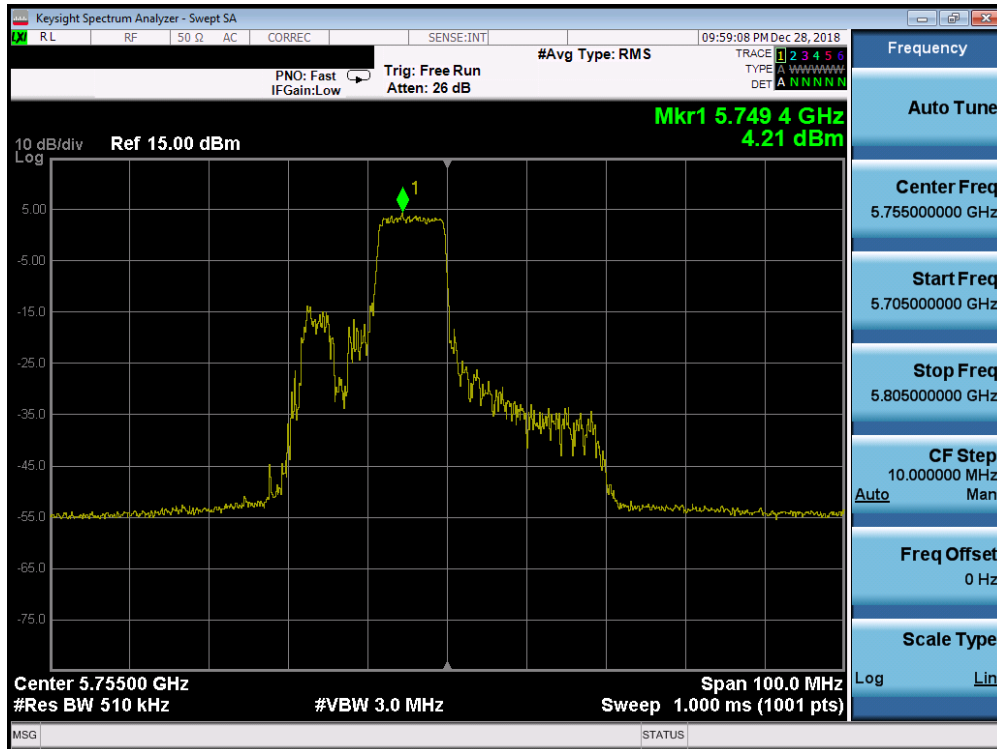 Keysight Spectrum Analyzer - Swept SA
LXI RL RF 50 Ω AC CORREC SENSE:INT 09:59:08 PM Dec 28, 2018
#Avg Type: RMS
TRACE 1 2 3 4 5 6
TYPE A W W W W W
DET A N N N N N
PNO: Fast
IFGain:Low
Trig: Free Run
Atten: 26 dB
Mkr1 5.749 4 GHz
4.21 dBm
10 dB/div
Log
Ref 15.00 dBm
1
5.00
-5.00
-15.0
-25.0
-35.0
-45.0
-55.0
-65.0
-75.0
Center 5.75500 GHz
Span 100.0 MHz
#Res BW 510 kHz
#VBW 3.0 MHz
Sweep 1.000 ms (1001 pts)
MSG
STATUS
Frequency
Auto Tune
Center Freq
5.755000000 GHz
Start Freq
5.705000000 GHz
Stop Freq
5.805000000 GHz
CF Step
10.000000 MHz
Auto Man
Freq Offset
0 Hz
Scale Type
Log Lin